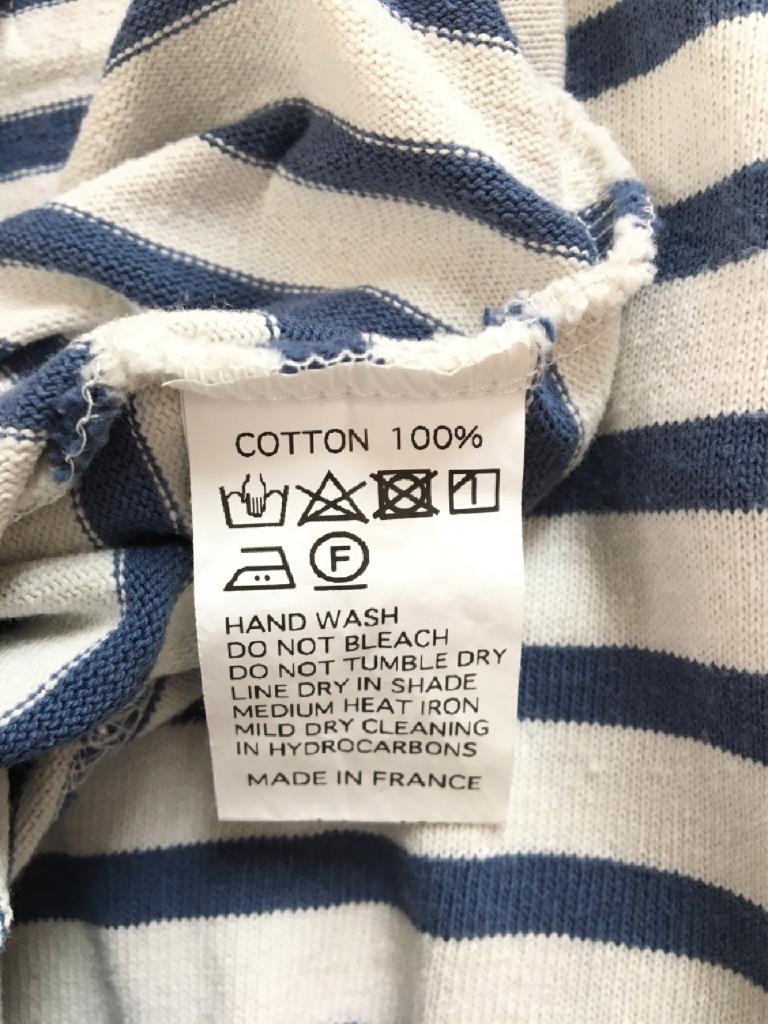 COTTON 100%
F
HAND WASH
DO NOT BLEACH
DO NOT TUMBLE DRY
LINE DRY IN SHADE
MEDIUM HEAT IRON
MILD DRY CLEANING
IN HYDROCARBONS
MADE IN FRANCE